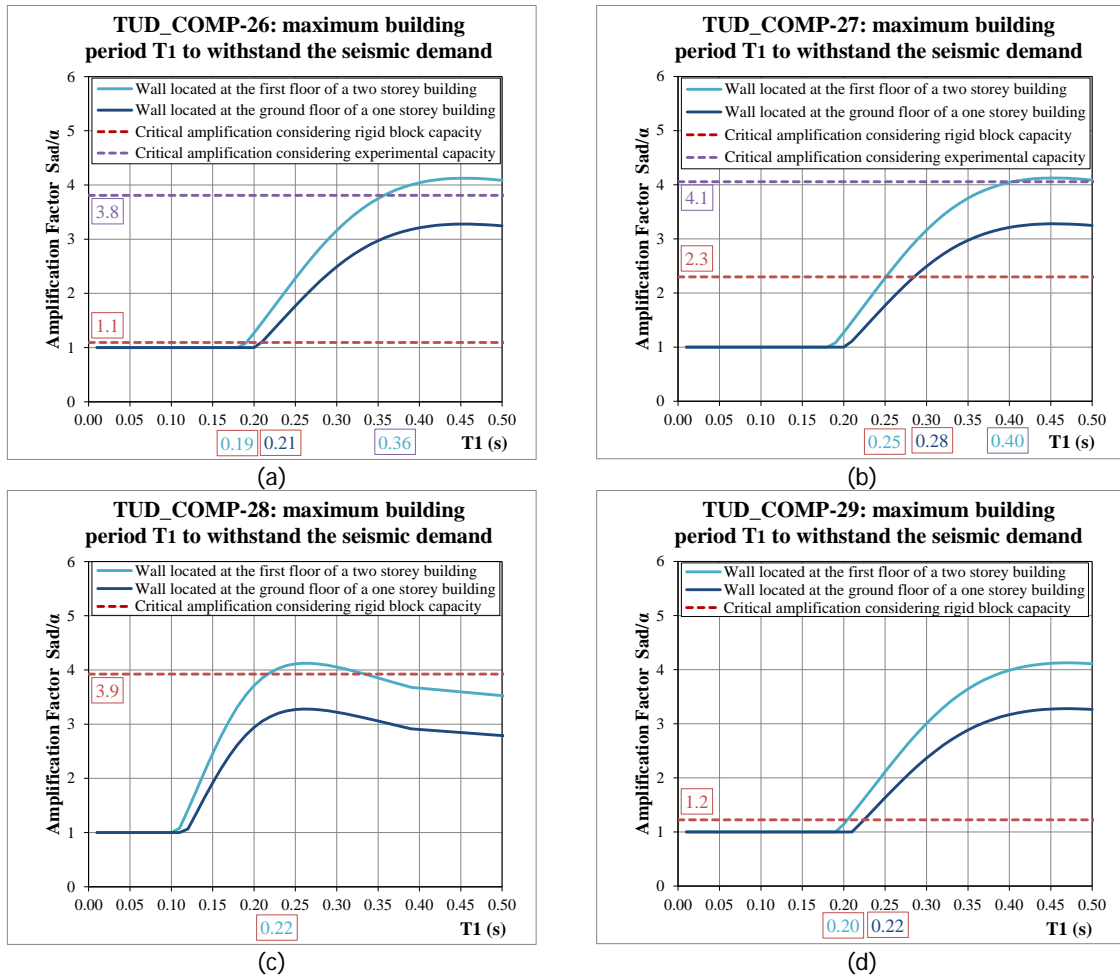 TUD_COMP-26: maximum building
period T1 to withstand the seismic demand
Amplification Factor Sad/α
6
5
4
3
2
1
0
Wall located at the first floor of a two storey building
Wall located at the ground floor of a one storey building
Critical amplification considering rigid block capacity
Critical amplification considering experimental capacity
3.8
1.1
0.00 0.05 0.10 0.15 0.20 0.25 0.30 0.35 0.40 0.45 0.50
0.19 0.21 0.36 T1 (s)
(a)
TUD_COMP-27: maximum building
period T1 to withstand the seismic demand
Amplification Factor Sad/α
6
5
4
3
2
1
0
Wall located at the first floor of a two storey building
Wall located at the ground floor of a one storey building
Critical amplification considering rigid block capacity
Critical amplification considering experimental capacity
4.1
2.3
0.00 0.05 0.10 0.15 0.20 0.25 0.30 0.35 0.40 0.45 0.50
0.25 0.28 0.40 T1 (s)
(b)
TUD_COMP-28: maximum building
period T1 to withstand the seismic demand
Amplification Factor Sad/α
6
5
4
3
2
1
0
Wall located at the first floor of a two storey building
Wall located at the ground floor of a one storey building
Critical amplification considering rigid block capacity
3.9
0.00 0.05 0.10 0.15 0.20 0.25 0.30 0.35 0.40 0.45 0.50
0.22 T1 (s)
(c)
TUD_COMP-29: maximum building
period T1 to withstand the seismic demand
Amplification Factor Sad/α
6
5
4
3
2
1
0
Wall located at the first floor of a two storey building
Wall located at the ground floor of a one storey building
Critical amplification considering rigid block capacity
1.2
0.00 0.05 0.10 0.15 0.20 0.25 0.30 0.35 0.40 0.45 0.50
0.20 0.22 T1 (s)
(d)